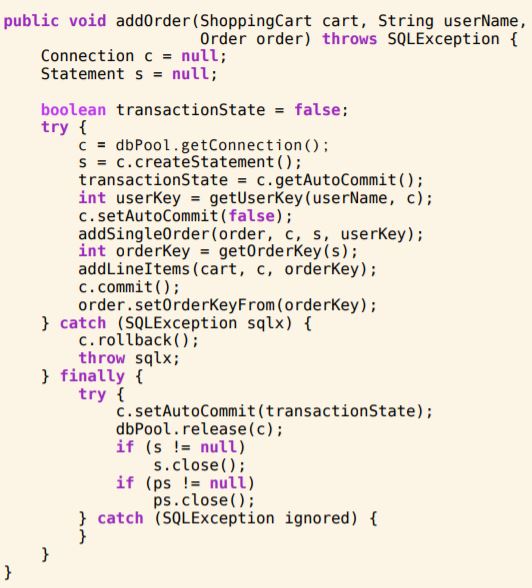 public void addOrder(ShoppingCart cart, String userName,
                     Order order) throws SQLException {
    Connection c = null;
    Statement s = null;

    boolean transactionState = false;
    try {
        c = dbPool.getConnection();
        s = c.createStatement();
        transactionState = c.getAutoCommit();
        int userKey = getUserKey(userName, c);
        c.setAutoCommit(false);
        addSingleOrder(order, c, s, userKey);
        int orderKey = getOrderKey(s);
        addLineItems(cart, c, orderKey);
        c.commit();
        order.setOrderKeyFrom(orderKey);
    } catch (SQLException sqlx) {
        c.rollback();
        throw sqlx;
    } finally {
        try {
            c.setAutoCommit(transactionState);
            dbPool.release(c);
            if (s != null)
                s.close();
            if (ps != null)
                ps.close();
        } catch (SQLException ignored) {
        }
    }
}